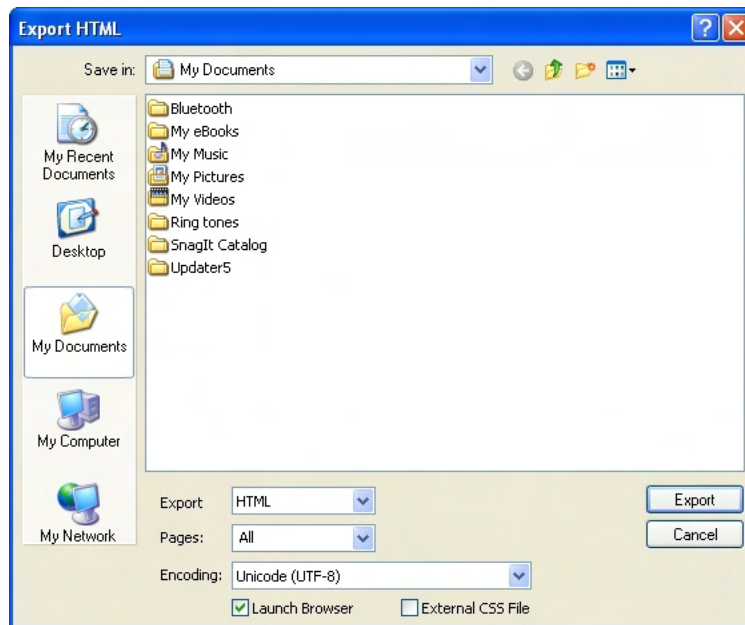 Export HTML
Save in: My Documents
My Recent
Documents
Desktop
My Documents
My Computer
My Network
Bluetooth
My eBooks
My Music
My Pictures
My Videos
Ring tones
SnagIt Catalog
Updater5
Export HTML Export
Pages: All Cancel
Encoding: Unicode (UTF-8)
Launch Browser External CSS File